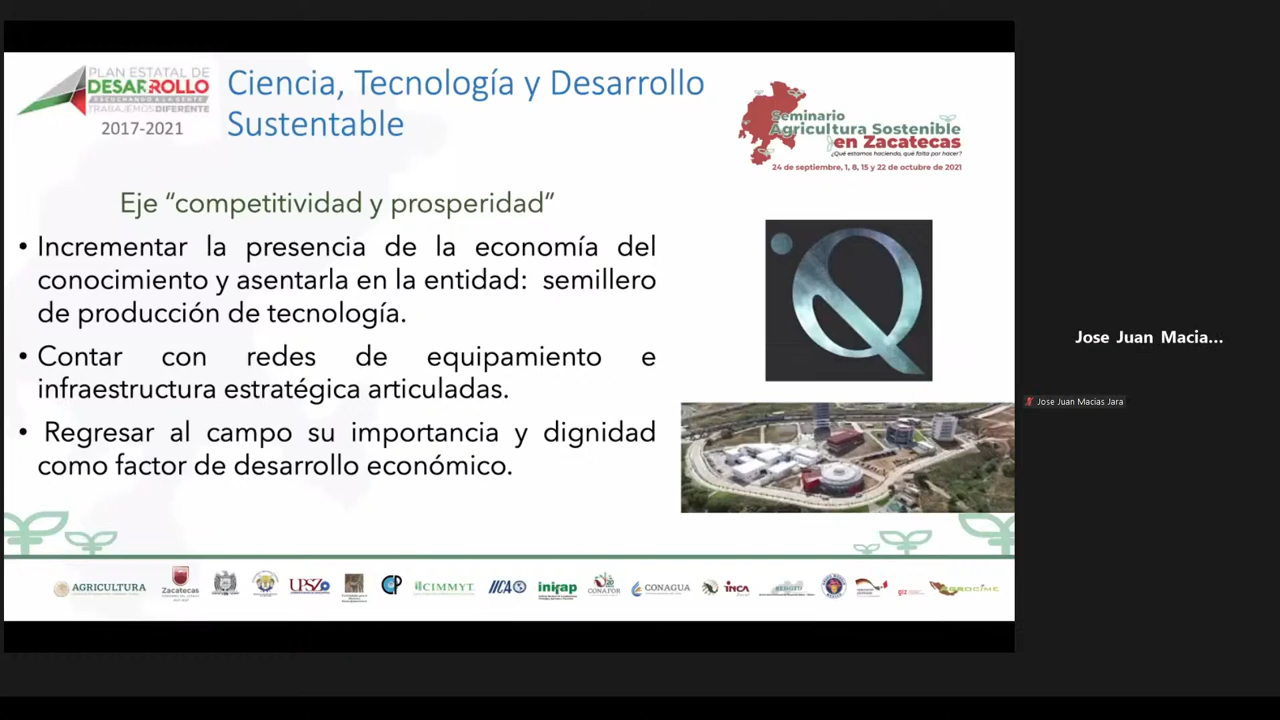 PLAN ESTATAL DE
DESARROLLO
ESCUCHANDO A LA GENTE
TRABAJEMOS DIFERENTE
2017-2021
Ciencia, Tecnología y Desarrollo
Sustentable
Seminario
Agricultura Sostenible
en Zacatecas
¿Qué estamos haciendo, qué falta por hacer?
24 de septiembre, 1, 8, 15 y 22 de octubre de 2021
Eje “competitividad y prosperidad”
• Incrementar la presencia de la economía del
conocimiento y asentarla en la entidad: semillero
de producción de tecnología.
• Contar con redes de equipamiento e
infraestructura estratégica articuladas.
• Regresar al campo su importancia y dignidad
como factor de desarrollo económico.
Jose Juan Macia...
Jose Juan Macias Jara
AGRICULTURA
Zacatecas
UPSZ
CP
CIMMYT
IICA
inifap
CONATOR
CONAGUA
INCA
giz